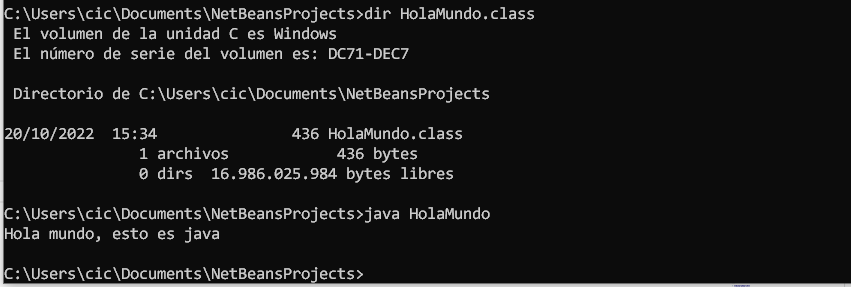 C:\Users\cic\Documents\NetBeansProjects>dir HolaMundo.class
El volumen de la unidad C es Windows
El número de serie del volumen es: DC71-DEC7
Directorio de C:\Users\cic\Documents\NetBeansProjects
20/10/2022  15:34               436 HolaMundo.class
1 archivos            436 bytes
0 dirs  16.986.025.984 bytes libres
C:\Users\cic\Documents\NetBeansProjects>java HolaMundo
Hola mundo, esto es java
C:\Users\cic\Documents\NetBeansProjects>